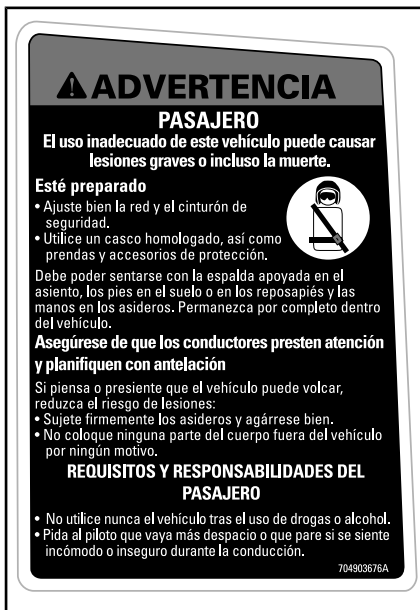 ADVERTENCIA
PASAJERO
El uso inadecuado de este vehículo puede causar
lesiones graves o incluso la muerte.
Esté preparado
• Ajuste bien la red y el cinturón de
seguridad.
• Utilice un casco homologado, así como
prendas y accesorios de protección.
Debe poder sentarse con la espalda apoyada en el
asiento, los pies en el suelo o en los reposapiés y las
manos en los asideros. Permanezca por completo dentro
del vehículo.
Asegúrese de que los conductores presten atención
y planifiquen con antelación
Si piensa o presiente que el vehículo puede volcar,
reduzca el riesgo de lesiones:
• Sujete firmemente los asideros y agárrese bien.
• No coloque ninguna parte del cuerpo fuera del vehículo
por ningún motivo.
REQUISITOS Y RESPONSABILIDADES DEL
PASAJERO
• No utilice nunca el vehículo tras el uso de drogas o alcohol.
• Pida al piloto que vaya más despacio o que pare si se siente
incómodo o inseguro durante la conducción.
704903676A